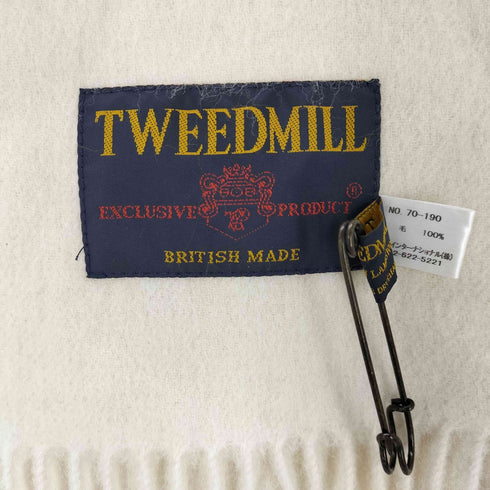 TWEEDMILL
EXCLUSIVE PRODUCT ®
BRITISH MADE
NO. 70-190
毛 100%
インターナショナル(株)
2-622-5221